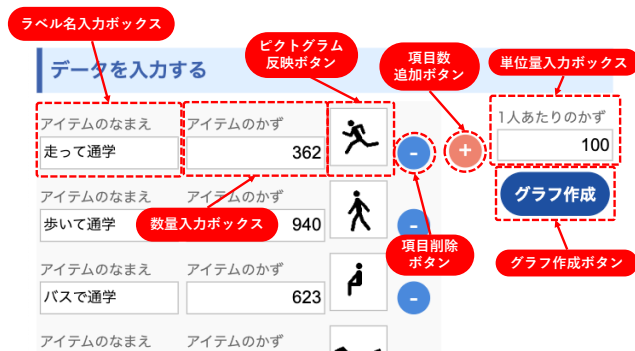 ラベル名入力ボックス
ピクトグラム
反映ボタン
項目数
追加ボタン
単位量入力ボックス
データを入力する
アイテムのなまえ
アイテムのかず
1人あたりのかず
走って通学
362
-
+
100
アイテムのなまえ
アイテムのかず
グラフ作成
歩いて通学
数量入力ボックス
940
-
項目削除
ボタン
グラフ作成ボタン
アイテムのなまえ
アイテムのかず
バスで通学
623
-
アイテムのなまえ
アイテムのかず